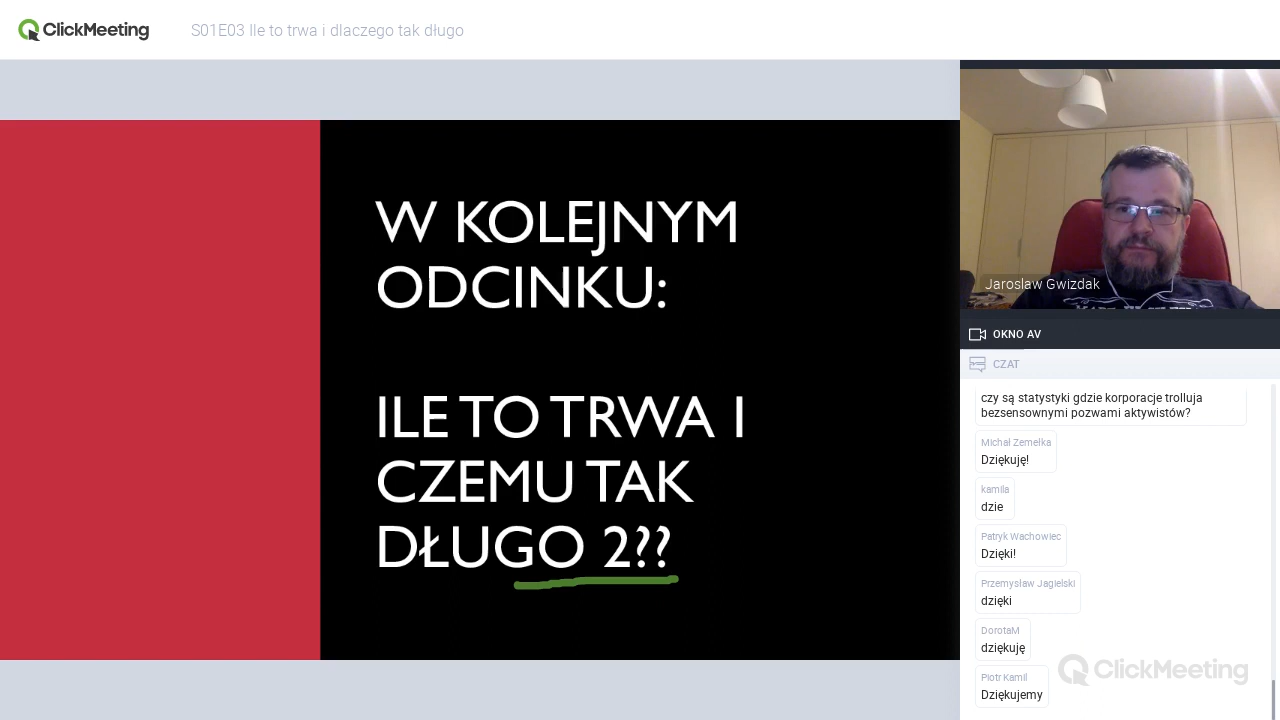 ClickMeeting
S01E03 Ile to trwa i dlaczego tak długo
W KOLEJNYM
ODCINKU:
ILE TO TRWA I
CZEMU TAK
DŁUGO 2??
Jaroslaw Gwizdak
OKNO AV
CZAT
czy są statystyki gdzie korporacje trolluja
bezsensownymi pozwami aktywistów?
Michał Zemełka
Dziękuję!
kamila
dzie
Patryk Wachowiec
Dzięki!
Przemysław Jagielski
dzięki
DorotaM
dziękuję
Piotr Kamil
Dziękujemy
ClickMeeting